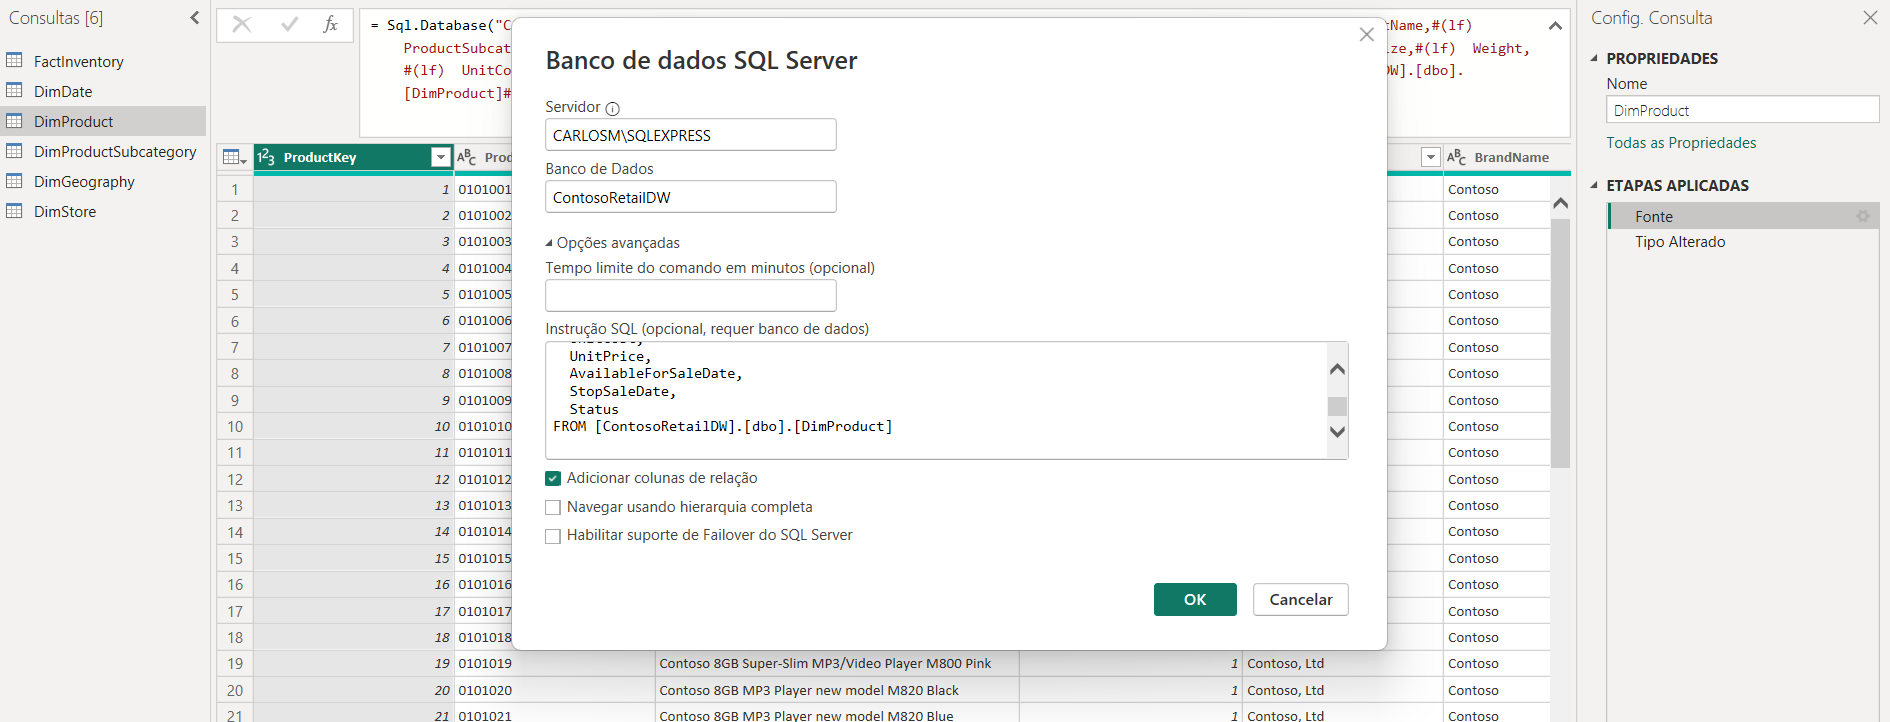 Consultas [6]
FactInventory
DimDate
DimProduct
DimProductSubcategory
DimGeography
DimStore
fx
= Sql.Database("C
tName,#(lf)
ProductSubcat
ize,#(lf) Weight,
#(lf) UnitCo
DW].[dbo].
[DimProduct]#
Banco de dados SQL Server
Servidor
CARLOSM\SQLEXPRESS
Banco de Dados
ContosoRetailDW
Opções avançadas
Tempo limite do comando em minutos (opcional)
Instrução SQL (opcional, requer banco de dados)
UnitPrice,
AvailableForSaleDate,
StopSaleDate,
Status
FROM [ContosoRetailDW].[dbo].[DimProduct]
Adicionar colunas de relação
Navegar usando hierarquia completa
Habilitar suporte de Failover do SQL Server
OK
Cancelar
123 ProductKey ABC Prod ABC BrandName
1 1 0101001 Contoso
2 2 0101002 Contoso
3 3 0101003 Contoso
4 4 0101004 Contoso
5 5 0101005 Contoso
6 6 0101006 Contoso
7 7 0101007 Contoso
8 8 0101008 Contoso
9 9 0101009 Contoso
10 10 0101010 Contoso
11 11 0101011 Contoso
12 12 0101012 Contoso
13 13 0101013 Contoso
14 14 0101014 Contoso
15 15 0101015 Contoso
16 16 0101016 Contoso
17 17 0101017 Contoso
18 18 0101018 Contoso
19 19 0101019 Contoso 8GB Super-Slim MP3/Video Player M800 Pink 1 Contoso, Ltd Contoso
20 20 0101020 Contoso 8GB MP3 Player new model M820 Black 1 Contoso, Ltd Contoso
21 21 0101021 Contoso 8GB MP3 Player new model M820 Blue 1 Contoso, Ltd Contoso
Config. Consulta
PROPRIEDADES
Nome
DimProduct
Todas as Propriedades
ETAPAS APLICADAS
Fonte
Tipo Alterado